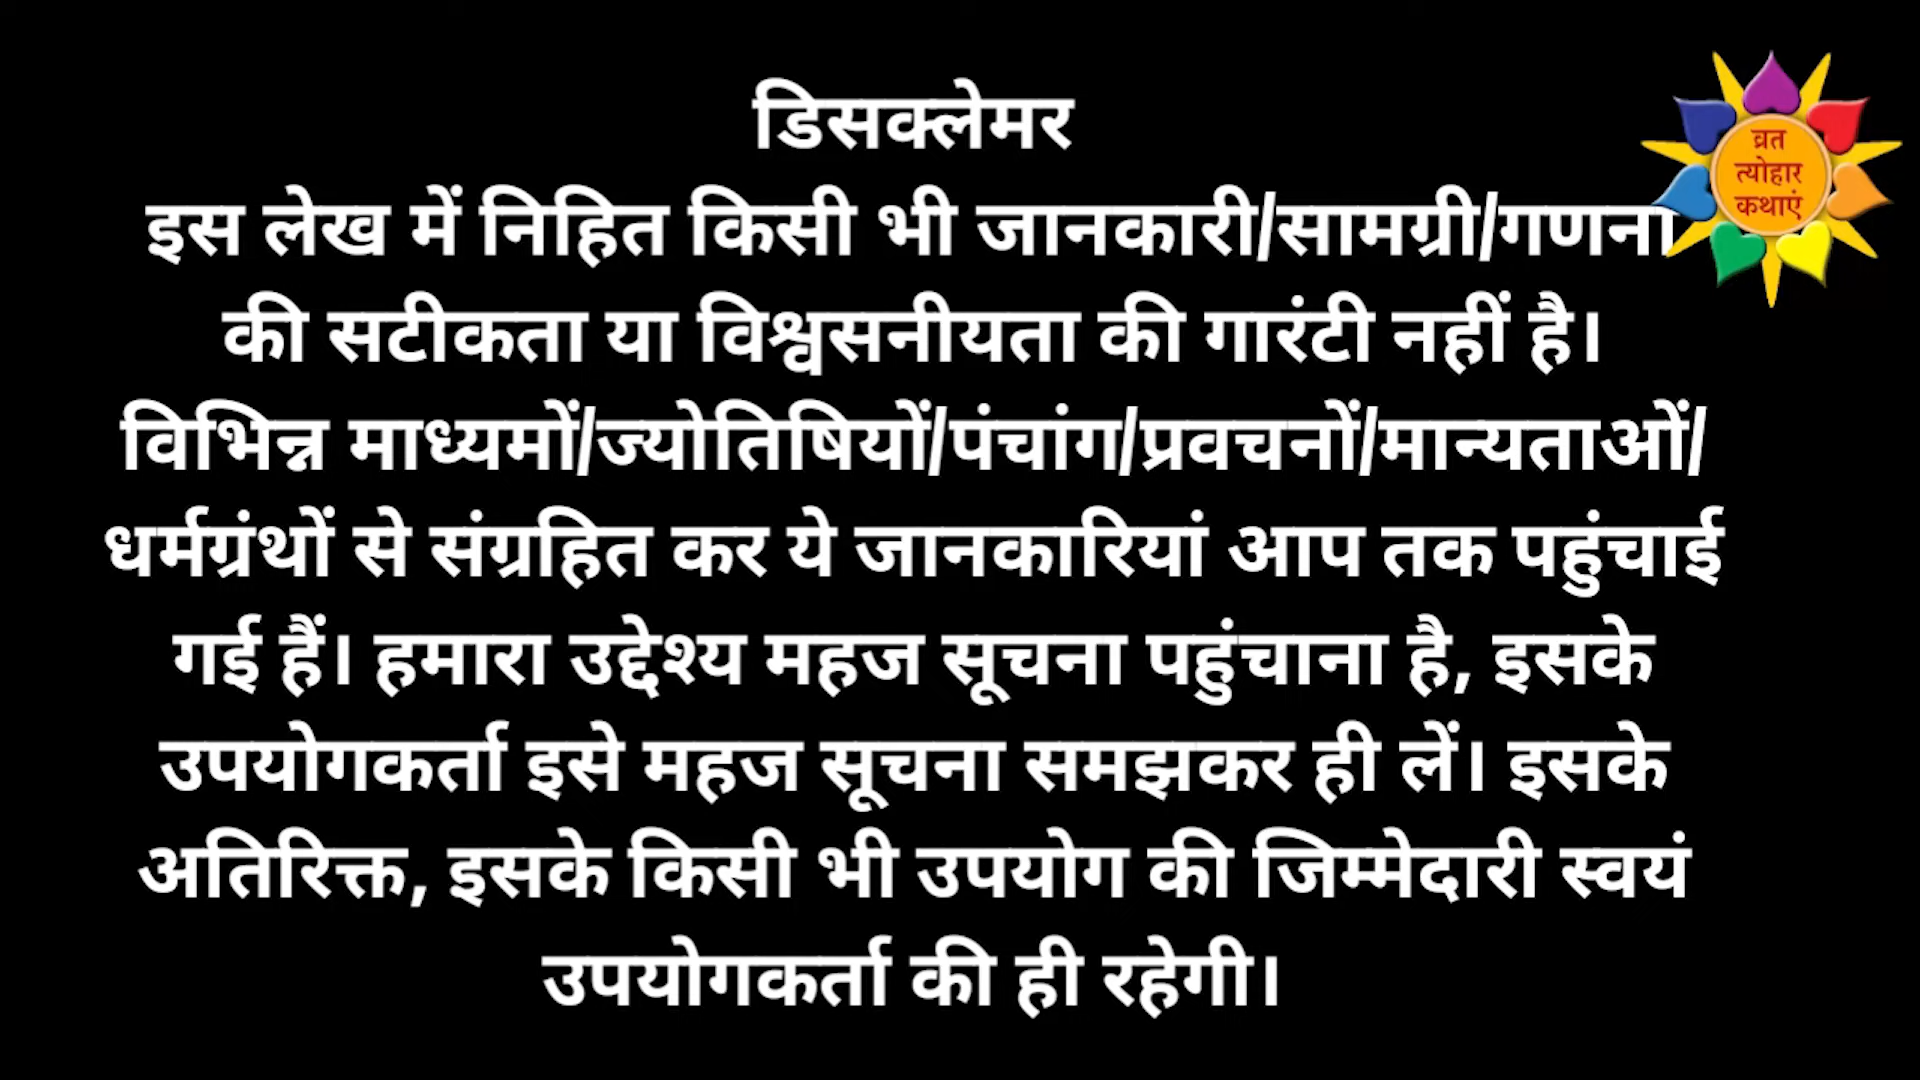 डिसक्लेमर
इस लेख में निहित किसी भी जानकारी/सामग्री/गणना
की सटीकता या विश्वसनीयता की गारंटी नहीं है।
विभिन्न माध्यमों/ज्योतिषियों/पंचांग/प्रवचनों/मान्यताओं/
धर्मग्रंथों से संग्रहित कर ये जानकारियां आप तक पहुंचाई
गई हैं। हमारा उद्देश्य महज सूचना पहुंचाना है, इसके
उपयोगकर्ता इसे महज सूचना समझकर ही लें। इसके
अतिरिक्त, इसके किसी भी उपयोग की जिम्मेदारी स्वयं
उपयोगकर्ता की ही रहेगी।
व्रत
त्योहार
कथाएं